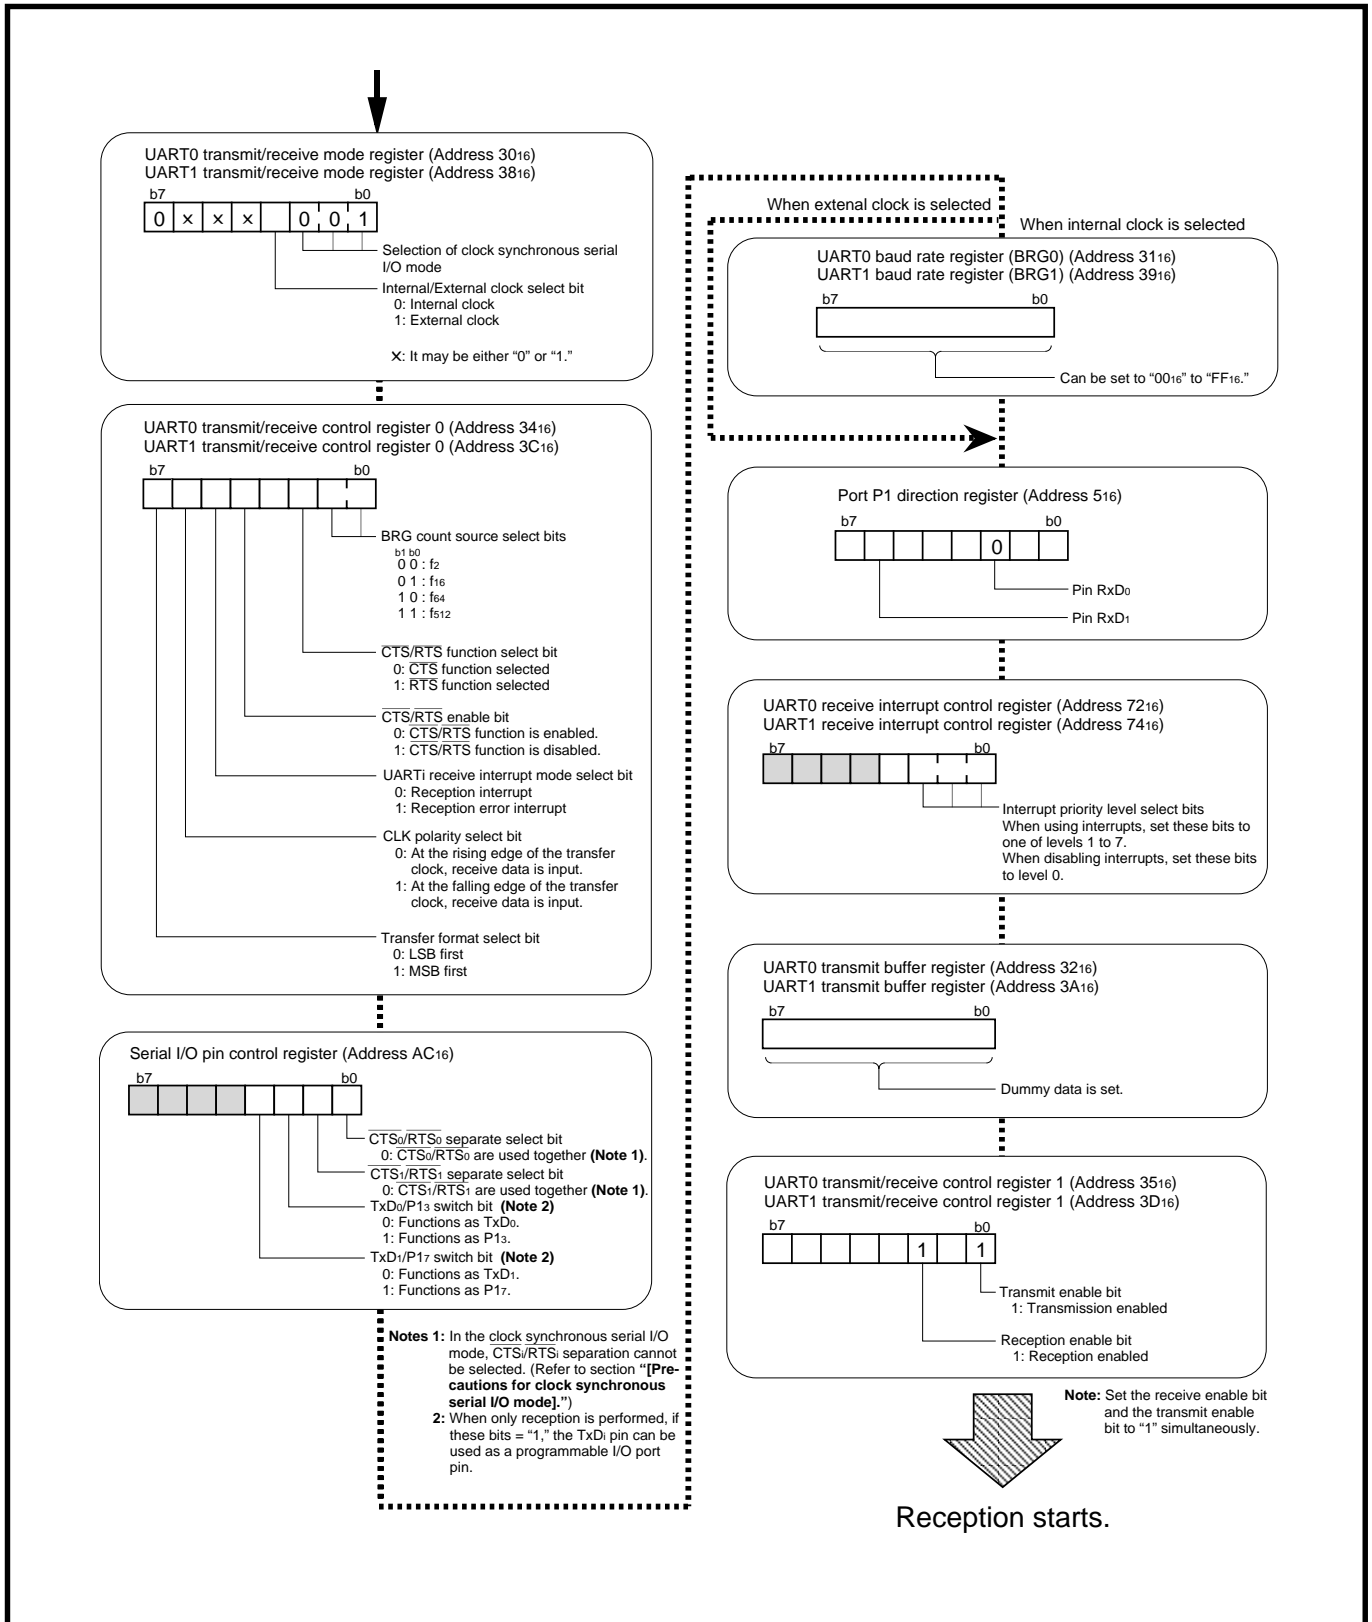 UART0 transmit/receive mode register (Address 3016)
UART1 transmit/receive mode register (Address 3816)
b7 b0
0 × × × 0 0 1
Selection of clock synchronous serial
I/O mode
Internal/External clock select bit
0: Internal clock
1: External clock
×: It may be either “0” or “1.”
UART0 transmit/receive control register 0 (Address 3416)
UART1 transmit/receive control register 0 (Address 3C16)
b7 b0
BRG count source select bits
b1 b0
0 0 : f2
0 1 : f16
1 0 : f64
1 1 : f512
CTS/RTS function select bit
0: CTS function selected
1: RTS function selected
CTS/RTS enable bit
0: CTS/RTS function is enabled.
1: CTS/RTS function is disabled.
UARTi receive interrupt mode select bit
0: Reception interrupt
1: Reception error interrupt
CLK polarity select bit
0: At the rising edge of the transfer
clock, receive data is input.
1: At the falling edge of the transfer
clock, receive data is input.
Transfer format select bit
0: LSB first
1: MSB first
Serial I/O pin control register (Address AC16)
b7 b0
CTS0/RTS0 separate select bit
0: CTS0/RTS0 are used together (Note 1).
CTS1/RTS1 separate select bit
0: CTS1/RTS1 are used together (Note 1).
TxD0/P13 switch bit (Note 2)
0: Functions as TxD0.
1: Functions as P13.
TxD1/P17 switch bit (Note 2)
0: Functions as TxD1.
1: Functions as P17.
Notes 1: In the clock synchronous serial I/O
mode, CTSi/RTSi separation cannot
be selected. (Refer to section “[Pre-
cautions for clock synchronous
serial I/O mode].”)
2: When only reception is performed, if
these bits = “1,” the TxDi pin can be
used as a programmable I/O port
pin.
When extenal clock is selected
When internal clock is selected
UART0 baud rate register (BRG0) (Address 3116)
UART1 baud rate register (BRG1) (Address 3916)
b7 b0
Can be set to “0016” to “FF16.”
Port P1 direction register (Address 516)
b7 b0
0
Pin RxD0
Pin RxD1
UART0 receive interrupt control register (Address 7216)
UART1 receive interrupt control register (Address 7416)
b7 b0
Interrupt priority level select bits
When using interrupts, set these bits to
one of levels 1 to 7.
When disabling interrupts, set these bits
to level 0.
UART0 transmit buffer register (Address 3216)
UART1 transmit buffer register (Address 3A16)
b7 b0
Dummy data is set.
UART0 transmit/receive control register 1 (Address 3516)
UART1 transmit/receive control register 1 (Address 3D16)
b7 b0
1 1
Transmit enable bit
1: Transmission enabled
Reception enable bit
1: Reception enabled
Note: Set the receive enable bit
and the transmit enable
bit to “1” simultaneously.
Reception starts.